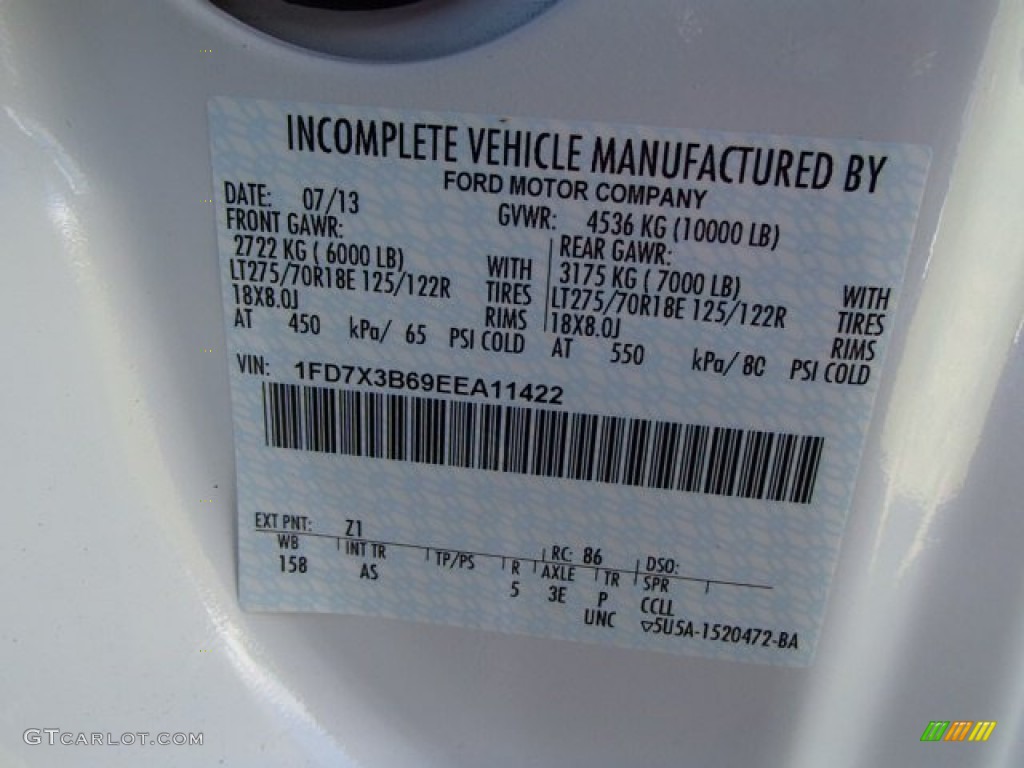 INCOMPLETE VEHICLE MANUFACTURED BY
FORD MOTOR COMPANY
DATE: 07/13 GVWR: 4536 KG (10000 LB)
FRONT GAWR: REAR GAWR:
2722 KG ( 6000 LB) WITH 3175 KG ( 7000 LB) WITH
LT275/70R18E 125/122R TIRES LT275/70R18E 125/122R TIRES
18X8.0J RIMS 18X8.0J RIMS
AT 450 kPa/ 65 PSI COLD AT 550 kPa/ 80 PSI COLD
VIN: 1FD7X3B69EEA11422
EXT PNT: Z1 RC: 86 DSO:
WB INT TR TP/PS R AXLE TR SPR
158 AS 5 3E P CCLL
UNC ▽5U5A-1520472-BA
GTCARLOT.COM